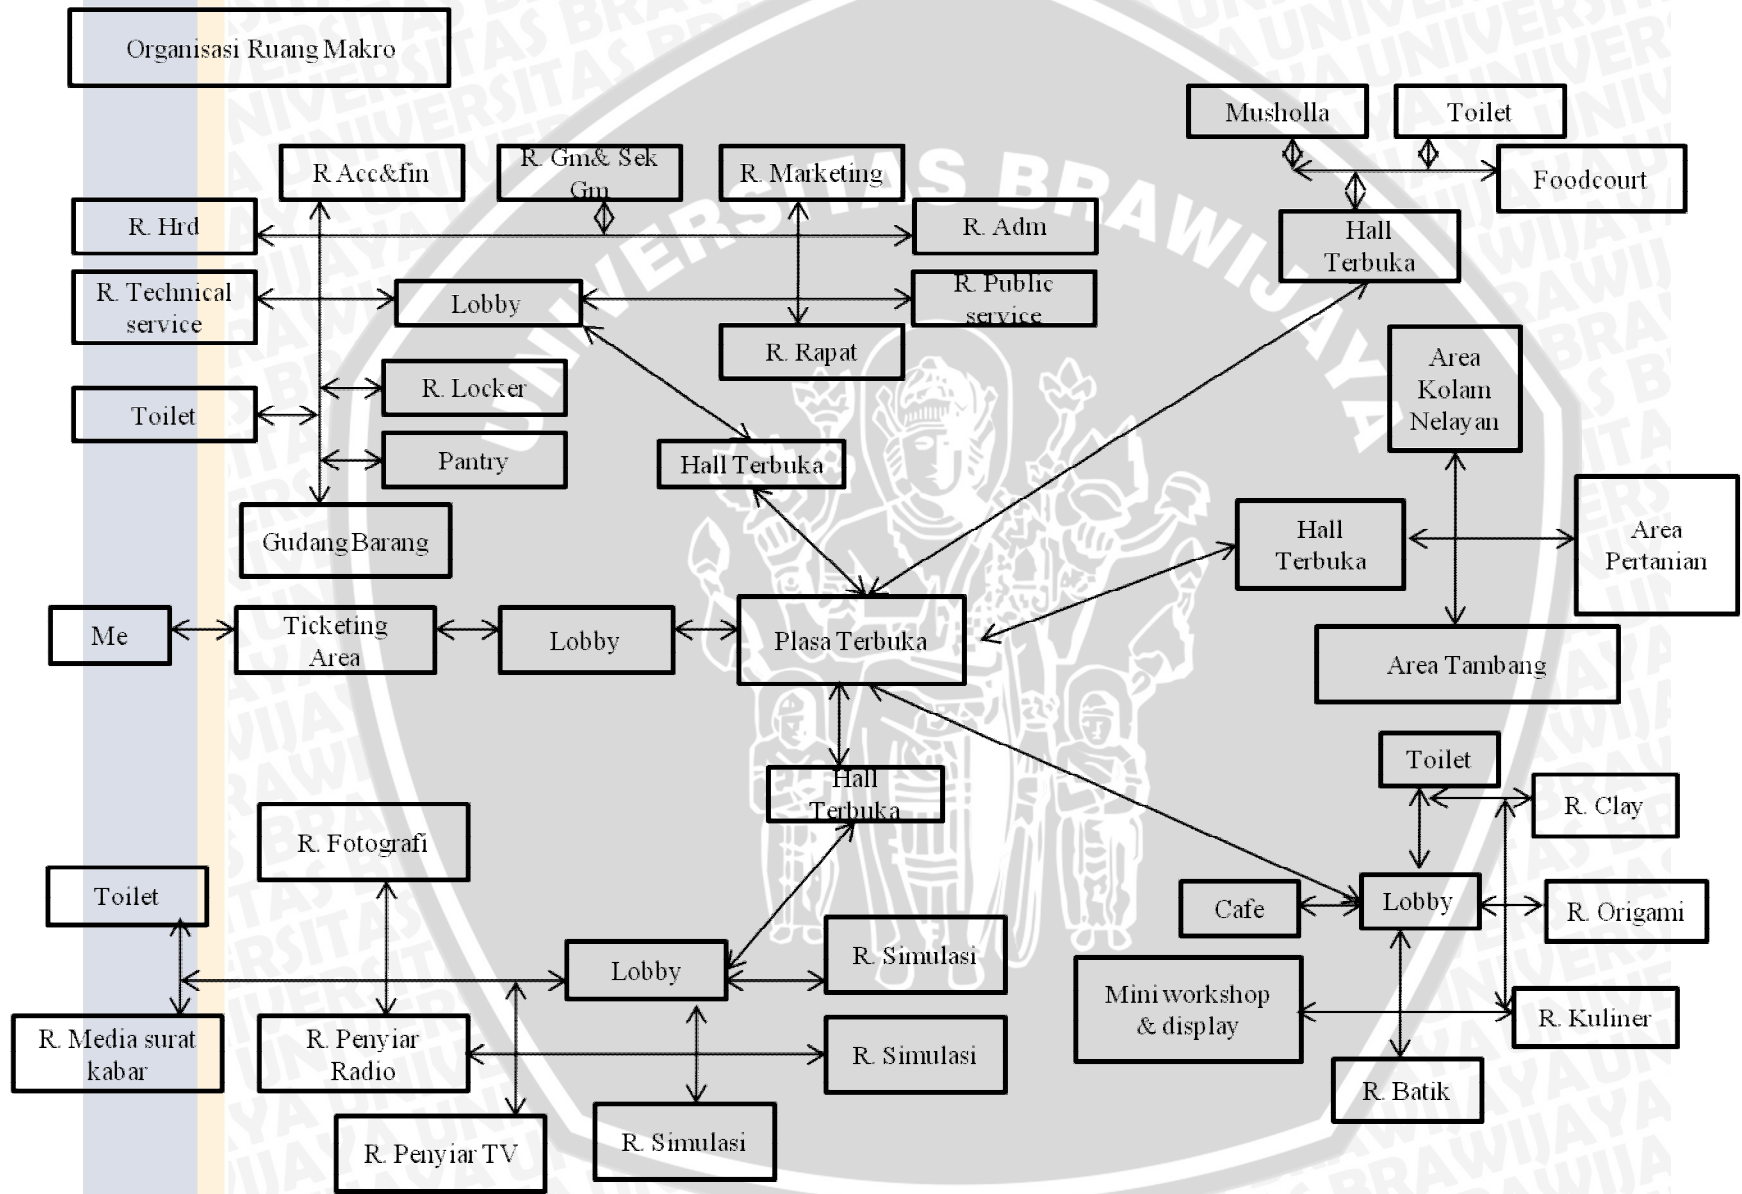 Organisasi Ruang Makro
Musholla
Toilet
Foodcourt
Hall
Terbuka
R Acc&fin
R. Gm& Sek
Gm
R. Marketing
R. Hrd
R. Adm
R. Technical
service
Lobby
R. Public
service
R. Rapat
Toilet
R. Locker
Pantry
Hall Terbuka
Gudang Barang
Area
Kolam
Nelayan
Hall
Terbuka
Area
Pertanian
Area Tambang
Me
Ticketing
Area
Lobby
Plasa Terbuka
Hall
Terbuka
Toilet
R. Clay
Cafe
Lobby
R. Origami
Mini workshop
& display
R. Kuliner
R. Batik
R. Fotografi
Toilet
Lobby
R. Simulasi
R. Media surat
kabar
R. Penyiar
Radio
R. Simulasi
R. Penyiar TV
R. Simulasi
UNIVERSITAS BRAWIJAYA